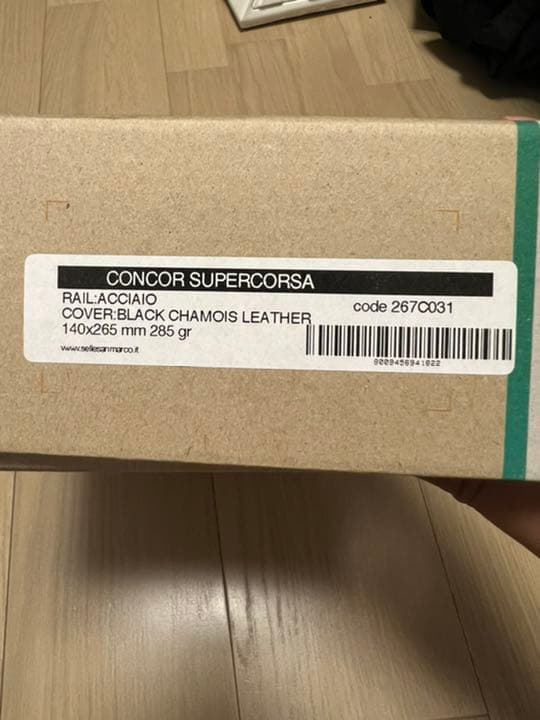 CONCOR SUPERCORSA
RAIL:ACCIAIO
COVER:BLACK CHAMOIS LEATHER
140x265 mm 285 gr
code 267C031
www.sellesanmarco.it